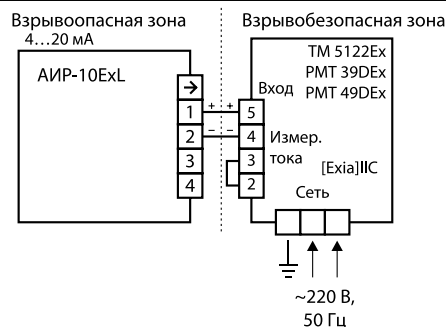 Взрывоопасная зона
Взрывобезопасная зона
4...20 мА
АИР-10ExL
1
2
3
4
+ +
– –
ТМ 5122Ex
РМТ 39DEx
РМТ 49DEx
Вход
5
4
3
2
Измер.
тока
[Exia]IIC
Сеть
~220 В,
50 Гц